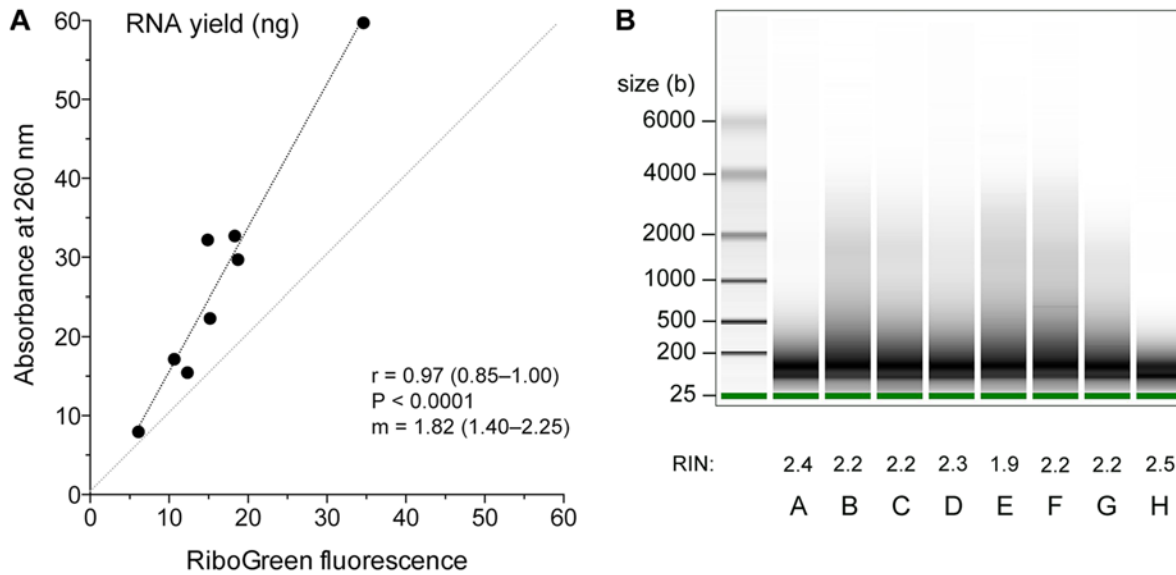 A
RNA yield (ng)
60
50
40
30
20
10
0
Absorbance at 260 nm
r = 0.97 (0.85–1.00)
P < 0.0001
m = 1.82 (1.40–2.25)
0 10 20 30 40 50 60
RiboGreen fluorescence
B
size (b)
6000
4000
2000
1000
500
200
25
RIN: 2.4 2.2 2.2 2.3 1.9 2.2 2.2 2.5
A B C D E F G H